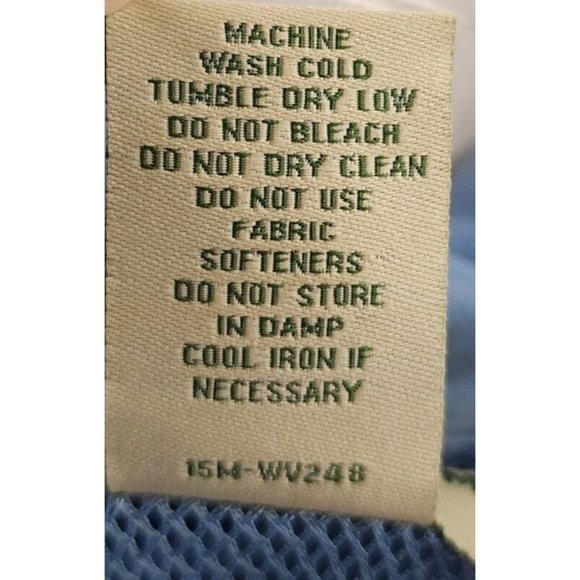 MACHINE
WASH COLD
TUMBLE DRY LOW
DO NOT BLEACH
DO NOT DRY CLEAN
DO NOT USE
FABRIC
SOFTENERS
DO NOT STORE
IN DAMP
COOL IRON IF
NECESSARY
15M-WV248